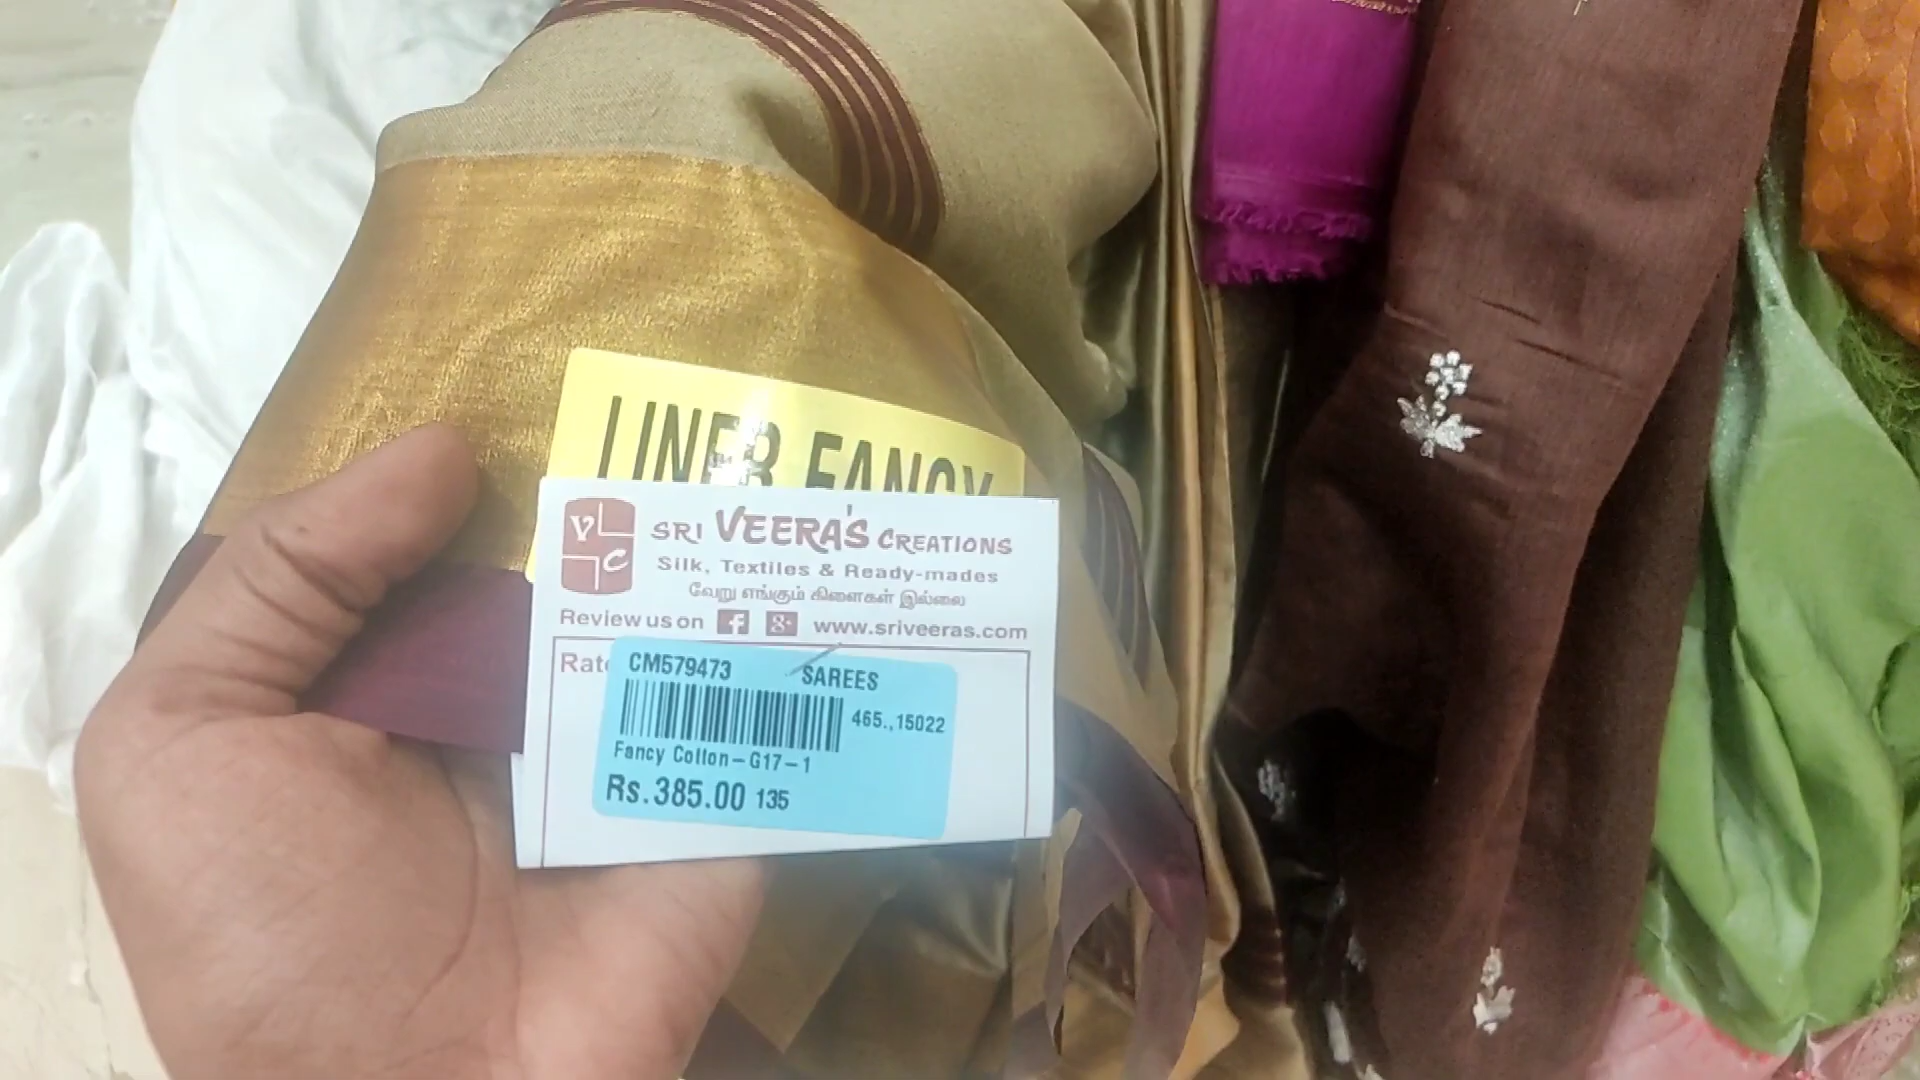 LINER FANCY
VC
SRI VEERA'S CREATIONS
Silk, Textiles & Ready-mades
வேறு எங்கும் கிளைகள் இல்லை
Review us on f g+ www.sriveeras.com
Rate
CM579473 SAREES
465.,15022
Fancy Cotton-G17-1
Rs.385.00 135